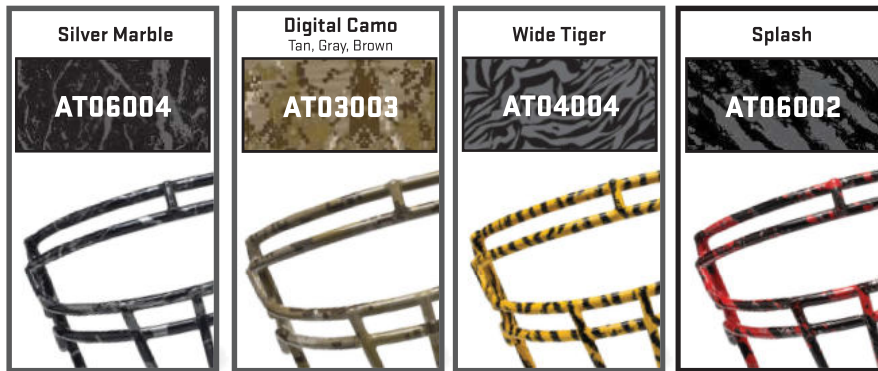 Silver Marble
AT06004
Digital Camo
Tan, Gray, Brown
AT03003
Wide Tiger
AT04004
Splash
AT06002